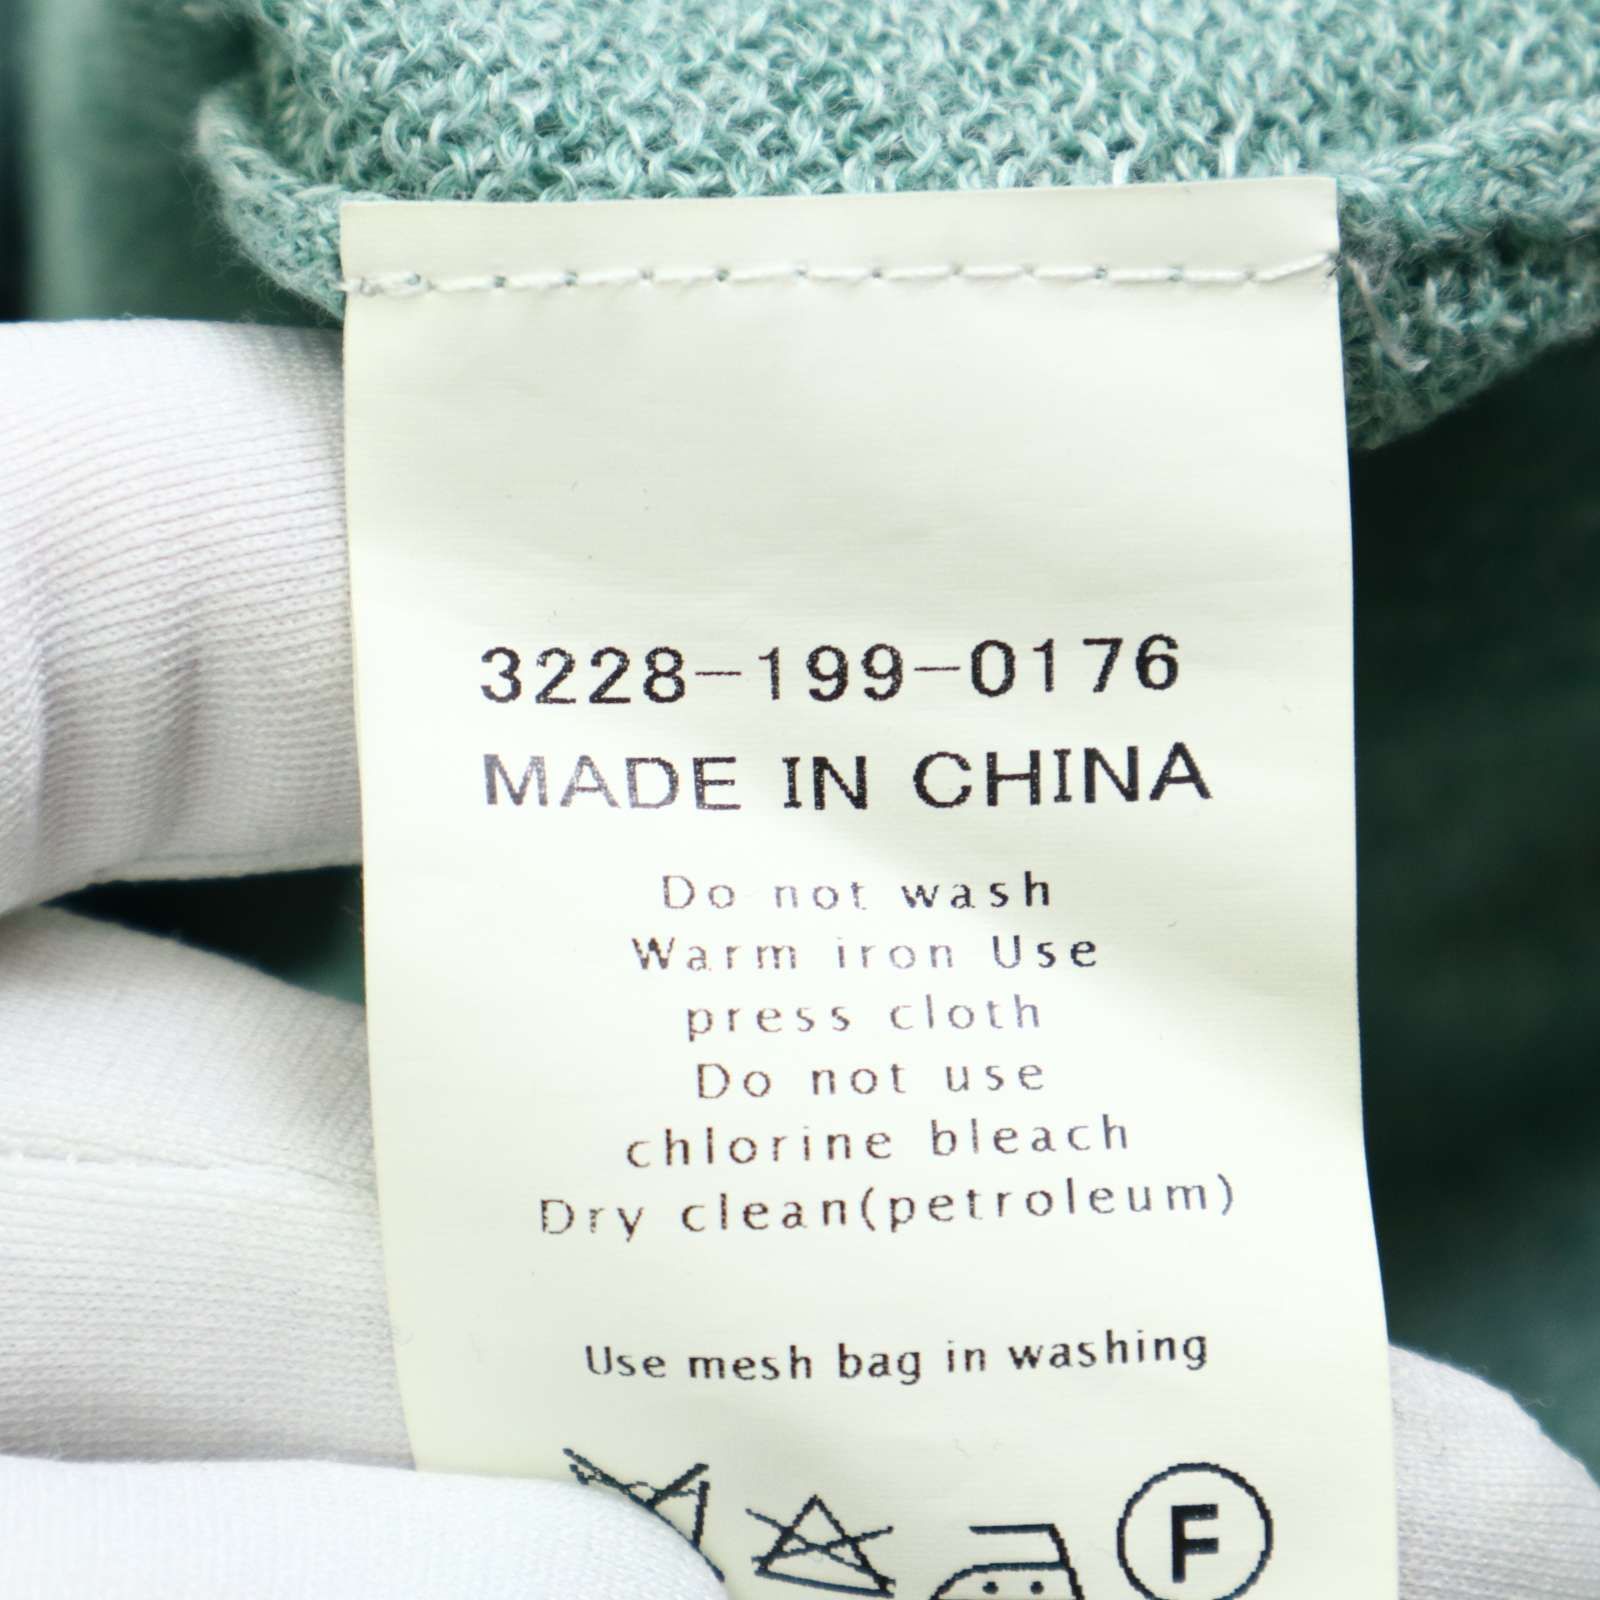 3228-199-0176
MADE IN CHINA
Do not wash
Warm iron Use
press cloth
Do not use
chlorine bleach
Dry clean(petroleum)
Use mesh bag in washing
F